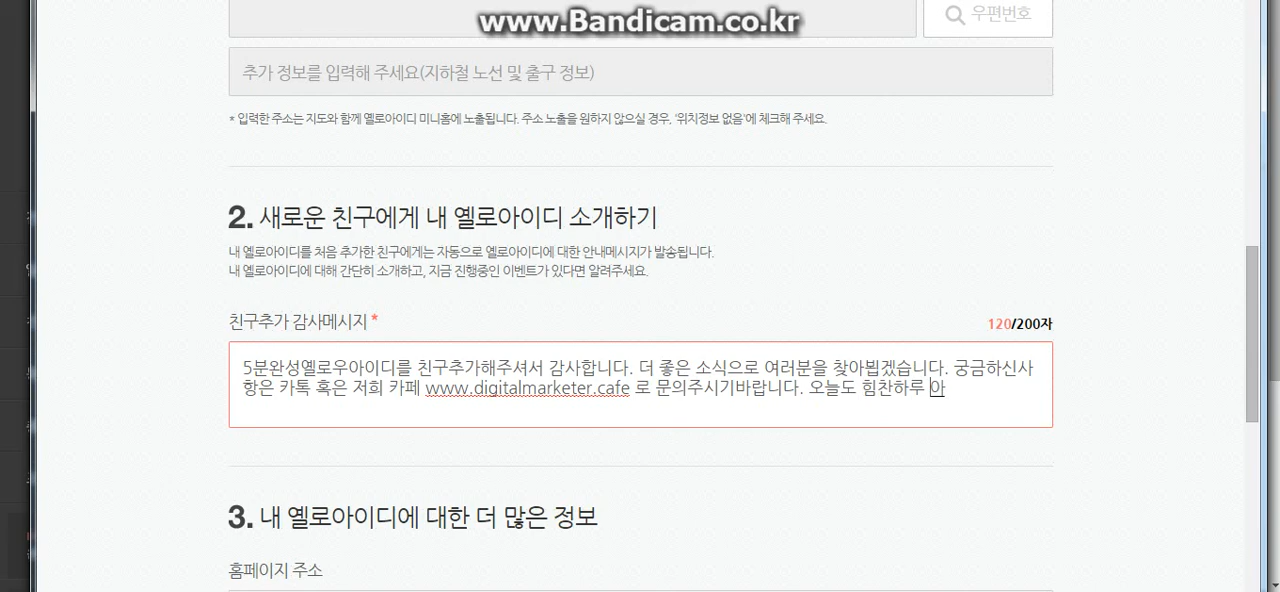 www.Bandicam.co.kr
우편번호
추가 정보를 입력해 주세요(지하철 노선 및 출구 정보)
* 입력한 주소는 지도와 함께 옐로아이디 미니홈에 노출됩니다. 주소 노출을 원하지 않으실 경우, '위치정보 없음'에 체크해 주세요.
2. 새로운 친구에게 내 옐로아이디 소개하기
내 옐로아이디를 처음 추가한 친구에게는 자동으로 옐로아이디에 대한 안내메시지가 발송됩니다.
내 옐로아이디에 대해 간단히 소개하고, 지금 진행중인 이벤트가 있다면 알려주세요.
친구추가 감사메시지 *
120/200자
5분완성옐로우아이디를 친구추가해주셔서 감사합니다. 더 좋은 소식으로 여러분을 찾아뵙겠습니다. 궁금하신사
항은 카톡 혹은 저희 카페 www.digitalmarketer.cafe 로 문의주시기바랍니다. 오늘도 힘찬하루 아
3. 내 옐로아이디에 대한 더 많은 정보
홈페이지 주소